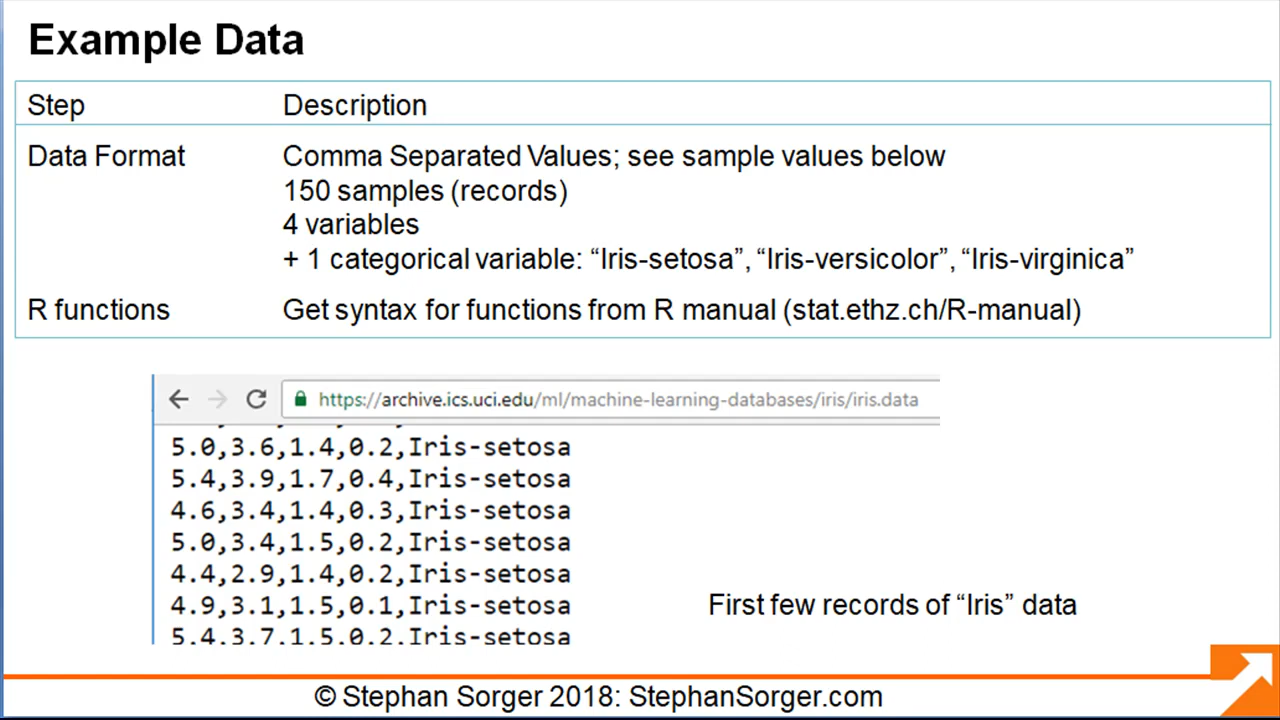 Example Data
Step Description
Data Format Comma Separated Values; see sample values below
150 samples (records)
4 variables
+ 1 categorical variable: “Iris-setosa”, “Iris-versicolor”, “Iris-virginica”
R functions Get syntax for functions from R manual (stat.ethz.ch/R-manual)
https://archive.ics.uci.edu/ml/machine-learning-databases/iris/iris.data
5.0,3.6,1.4,0.2,Iris-setosa
5.4,3.9,1.7,0.4,Iris-setosa
4.6,3.4,1.4,0.3,Iris-setosa
5.0,3.4,1.5,0.2,Iris-setosa
4.4,2.9,1.4,0.2,Iris-setosa
4.9,3.1,1.5,0.1,Iris-setosa
5.4,3.7,1.5,0.2,Iris-setosa
First few records of “Iris” data
© Stephan Sorger 2018: StephanSorger.com